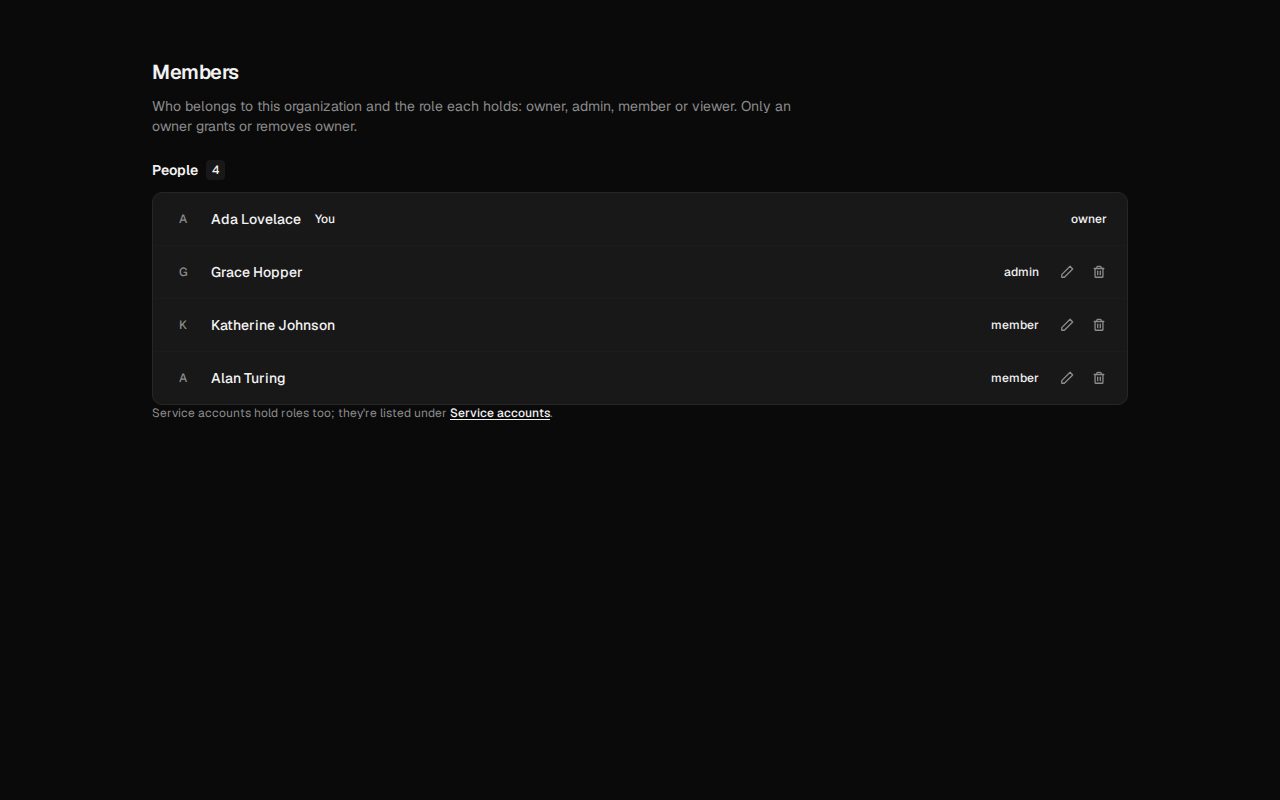 Members
Who belongs to this organization and the role each holds: owner, admin, member or viewer. Only an
owner grants or removes owner.
People 4
A Ada Lovelace You owner
G Grace Hopper admin
K Katherine Johnson member
A Alan Turing member
Service accounts hold roles too; they're listed under Service accounts.